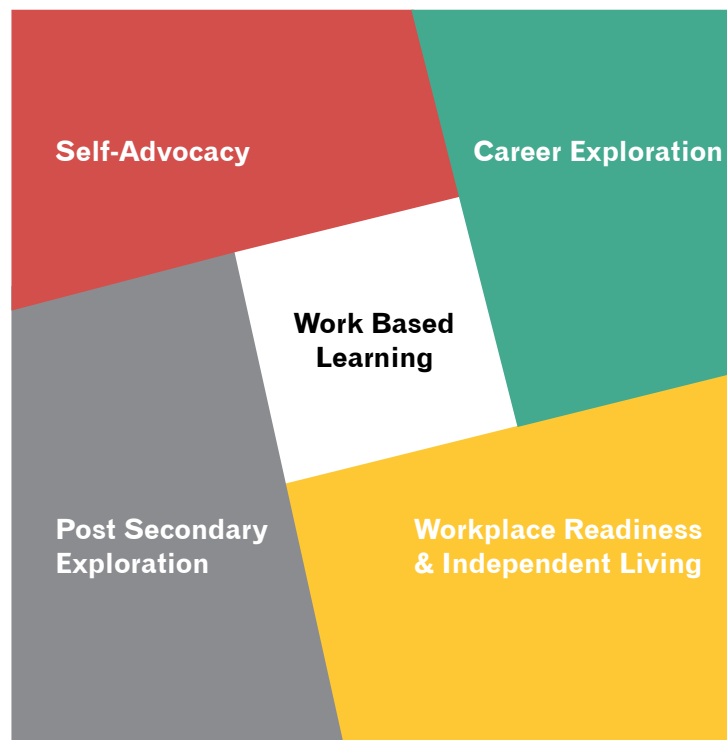 Self-Advocacy
Career Exploration
Work Based
Learning
Post Secondary
Exploration
Workplace Readiness
& Independent Living